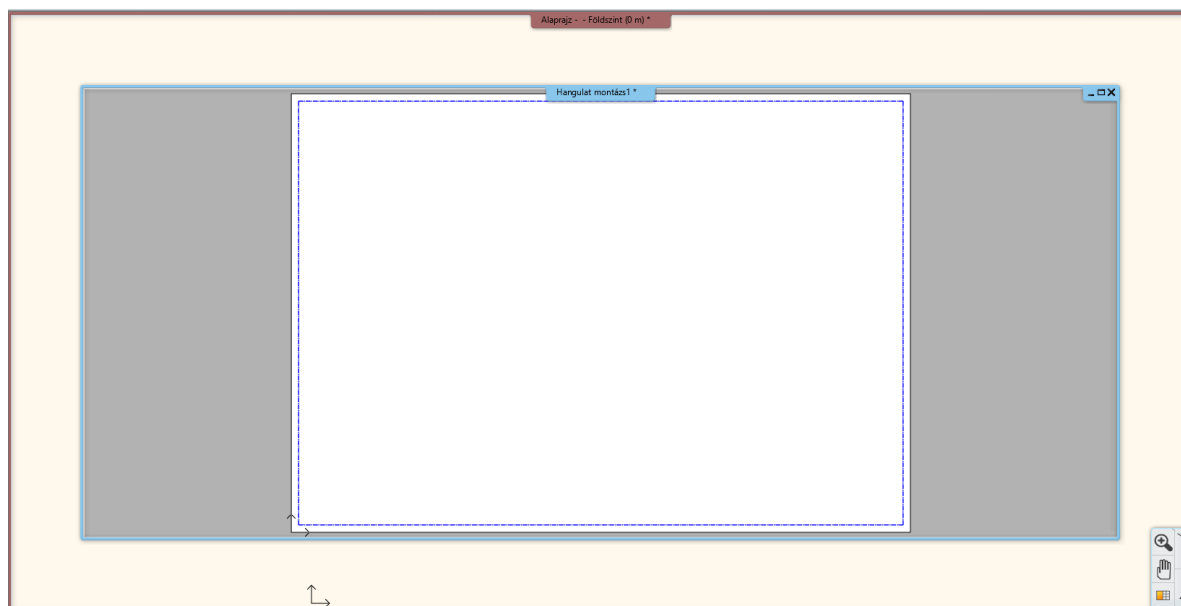 Alaprajz - - Földszint (0 m) *
Hangulat montázs1 *